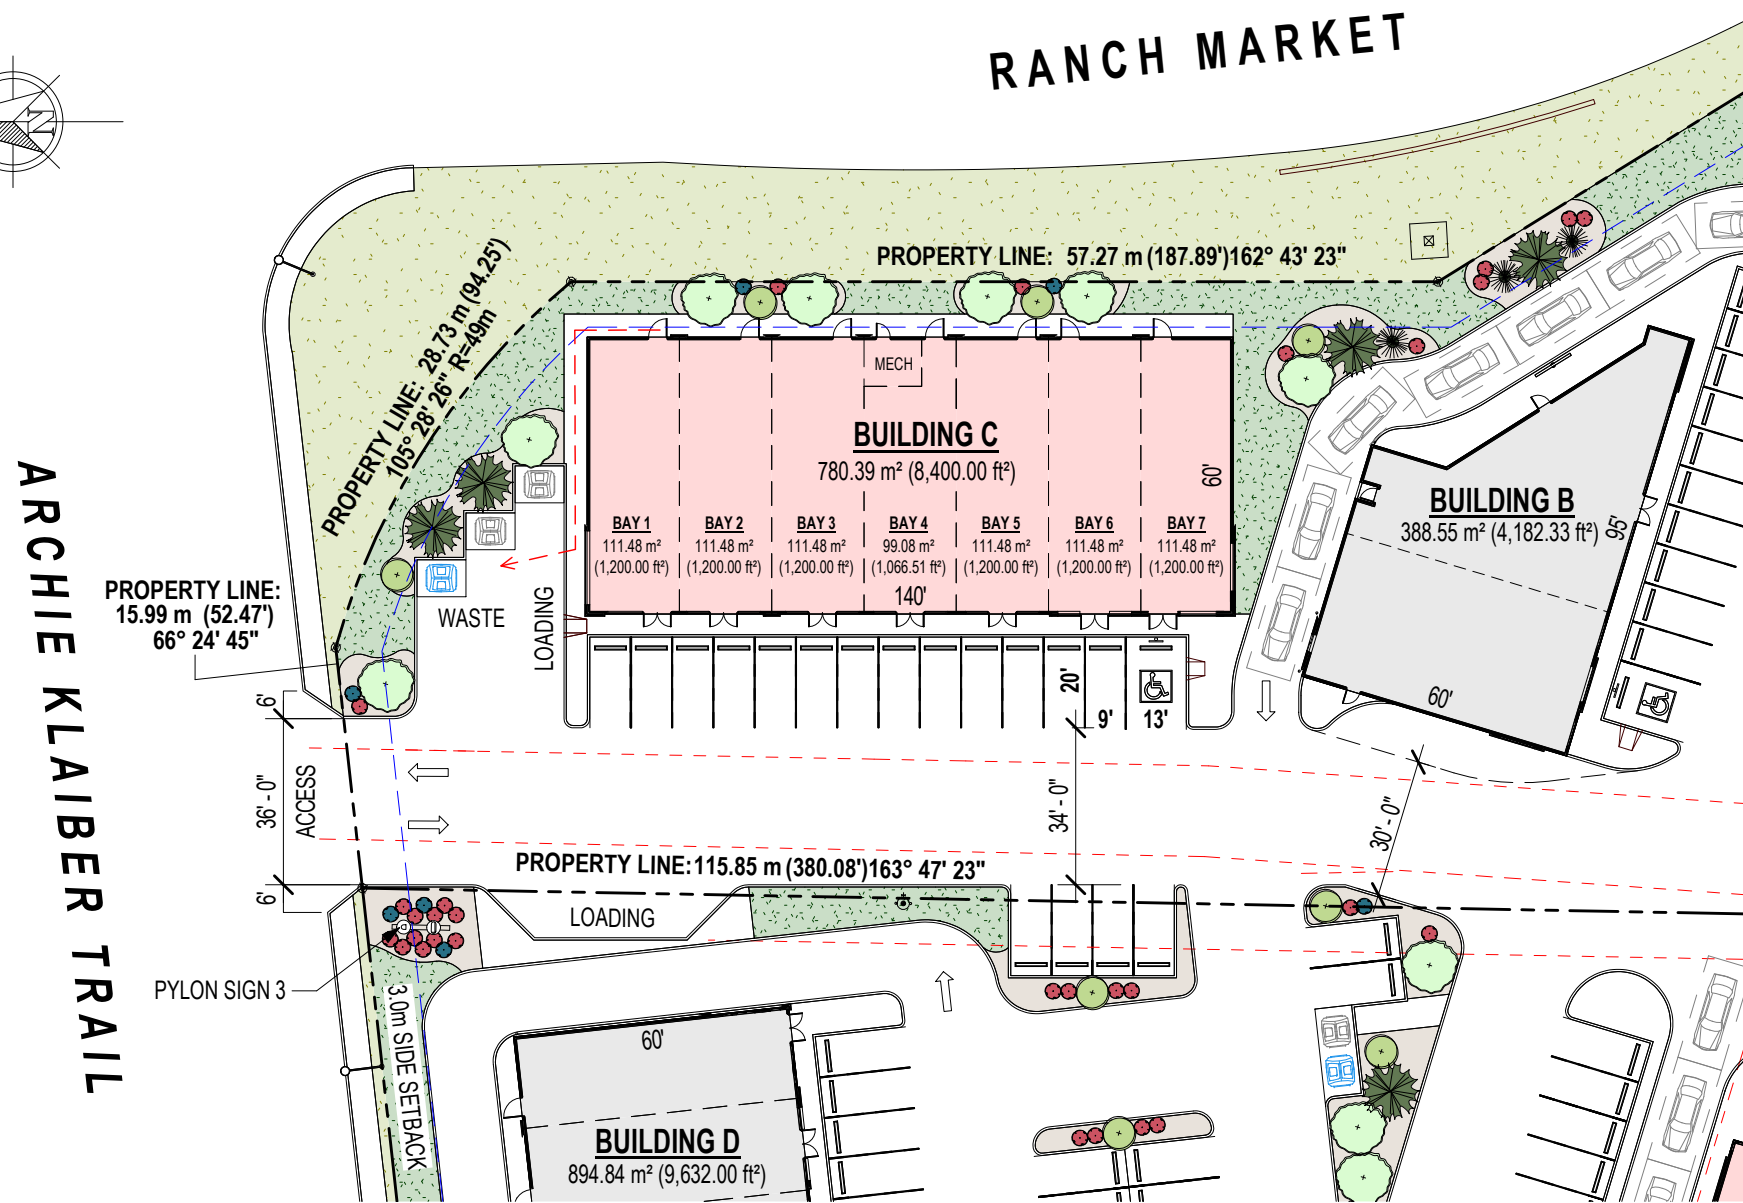 RANCH MARKET
N
PROPERTY LINE: 57.27 m (187.89') 162° 43' 23"
PROPERTY LINE: 28.73 m (94.25')
105° 28' 26" R=49m
MECH
BUILDING C
780.39 m² (8,400.00 ft²)
60'
BAY 1
111.48 m²
(1,200.00 ft²)
BAY 2
111.48 m²
(1,200.00 ft²)
BAY 3
111.48 m²
(1,200.00 ft²)
BAY 4
99.08 m²
(1,066.51 ft²)
BAY 5
111.48 m²
(1,200.00 ft²)
BAY 6
111.48 m²
(1,200.00 ft²)
BAY 7
111.48 m²
(1,200.00 ft²)
140'
BUILDING B
388.55 m² (4,182.33 ft²)
95'
60'
ARCHIE KLAIBER TRAIL
PROPERTY LINE:
15.99 m (52.47')
66° 24' 45"
WASTE
LOADING
20'
9'
13'
6'
36' - 0"
ACCESS
6'
34' - 0"
30' - 0"
PROPERTY LINE: 115.85 m (380.08') 163° 47' 23"
LOADING
PYLON SIGN 3
3.0m SIDE SETBACK
60'
BUILDING D
894.84 m² (9,632.00 ft²)